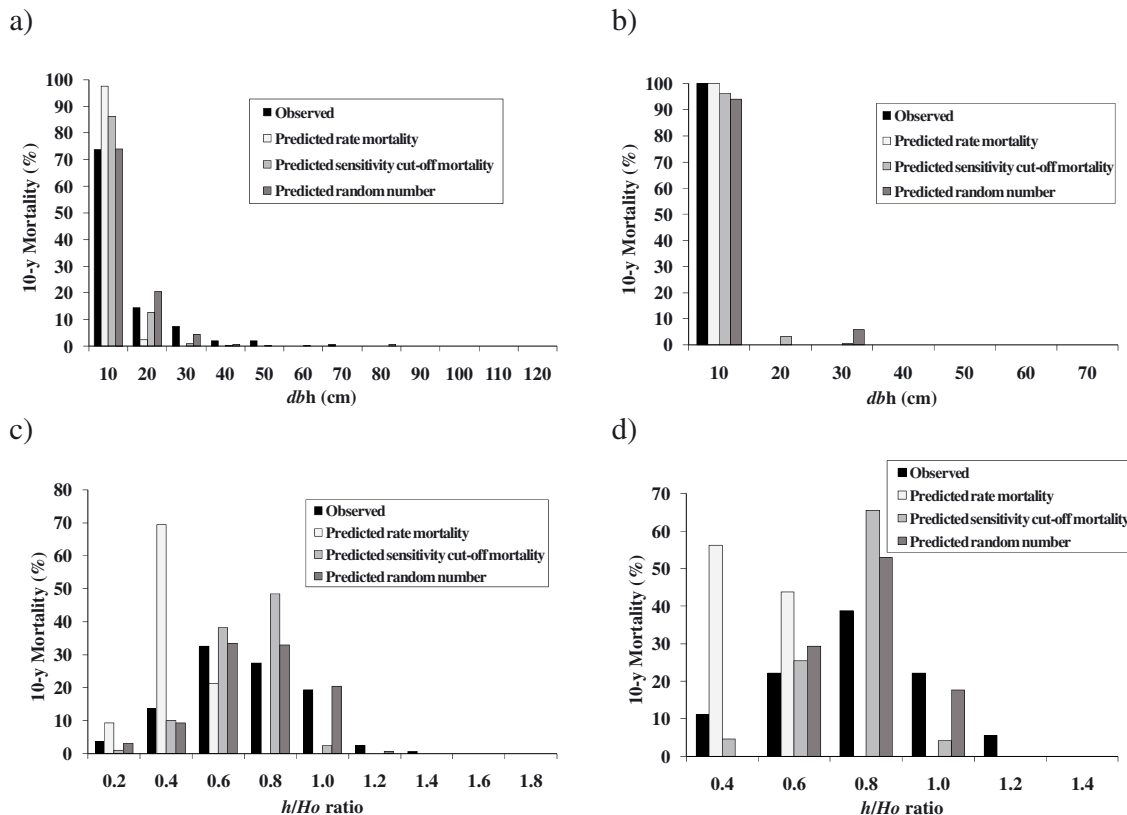 a)
10-y Mortality (%)
100
90
80
70
60
50
40
30
20
10
0
Observed
Predicted rate mortality
Predicted sensitivity cut-off mortality
Predicted random number
10 20 30 40 50 60 70 80 90 100 110 120
dbh (cm)
b)
10-y Mortality (%)
100
90
80
70
60
50
40
30
20
10
0
Observed
Predicted rate mortality
Predicted sensitivity cut-off mortality
Predicted random number
10 20 30 40 50 60 70
dbh (cm)
c)
10-y Mortality (%)
80
70
60
50
40
30
20
10
0
Observed
Predicted rate mortality
Predicted sensitivity cut-off mortality
Predicted random number
0.2 0.4 0.6 0.8 1.0 1.2 1.4 1.6 1.8
h/Ho ratio
d)
10-y Mortality (%)
70
60
50
40
30
20
10
0
Observed
Predicted rate mortality
Predicted sensitivity cut-off mortality
Predicted random number
0.4 0.6 0.8 1.0 1.2 1.4
h/Ho ratio